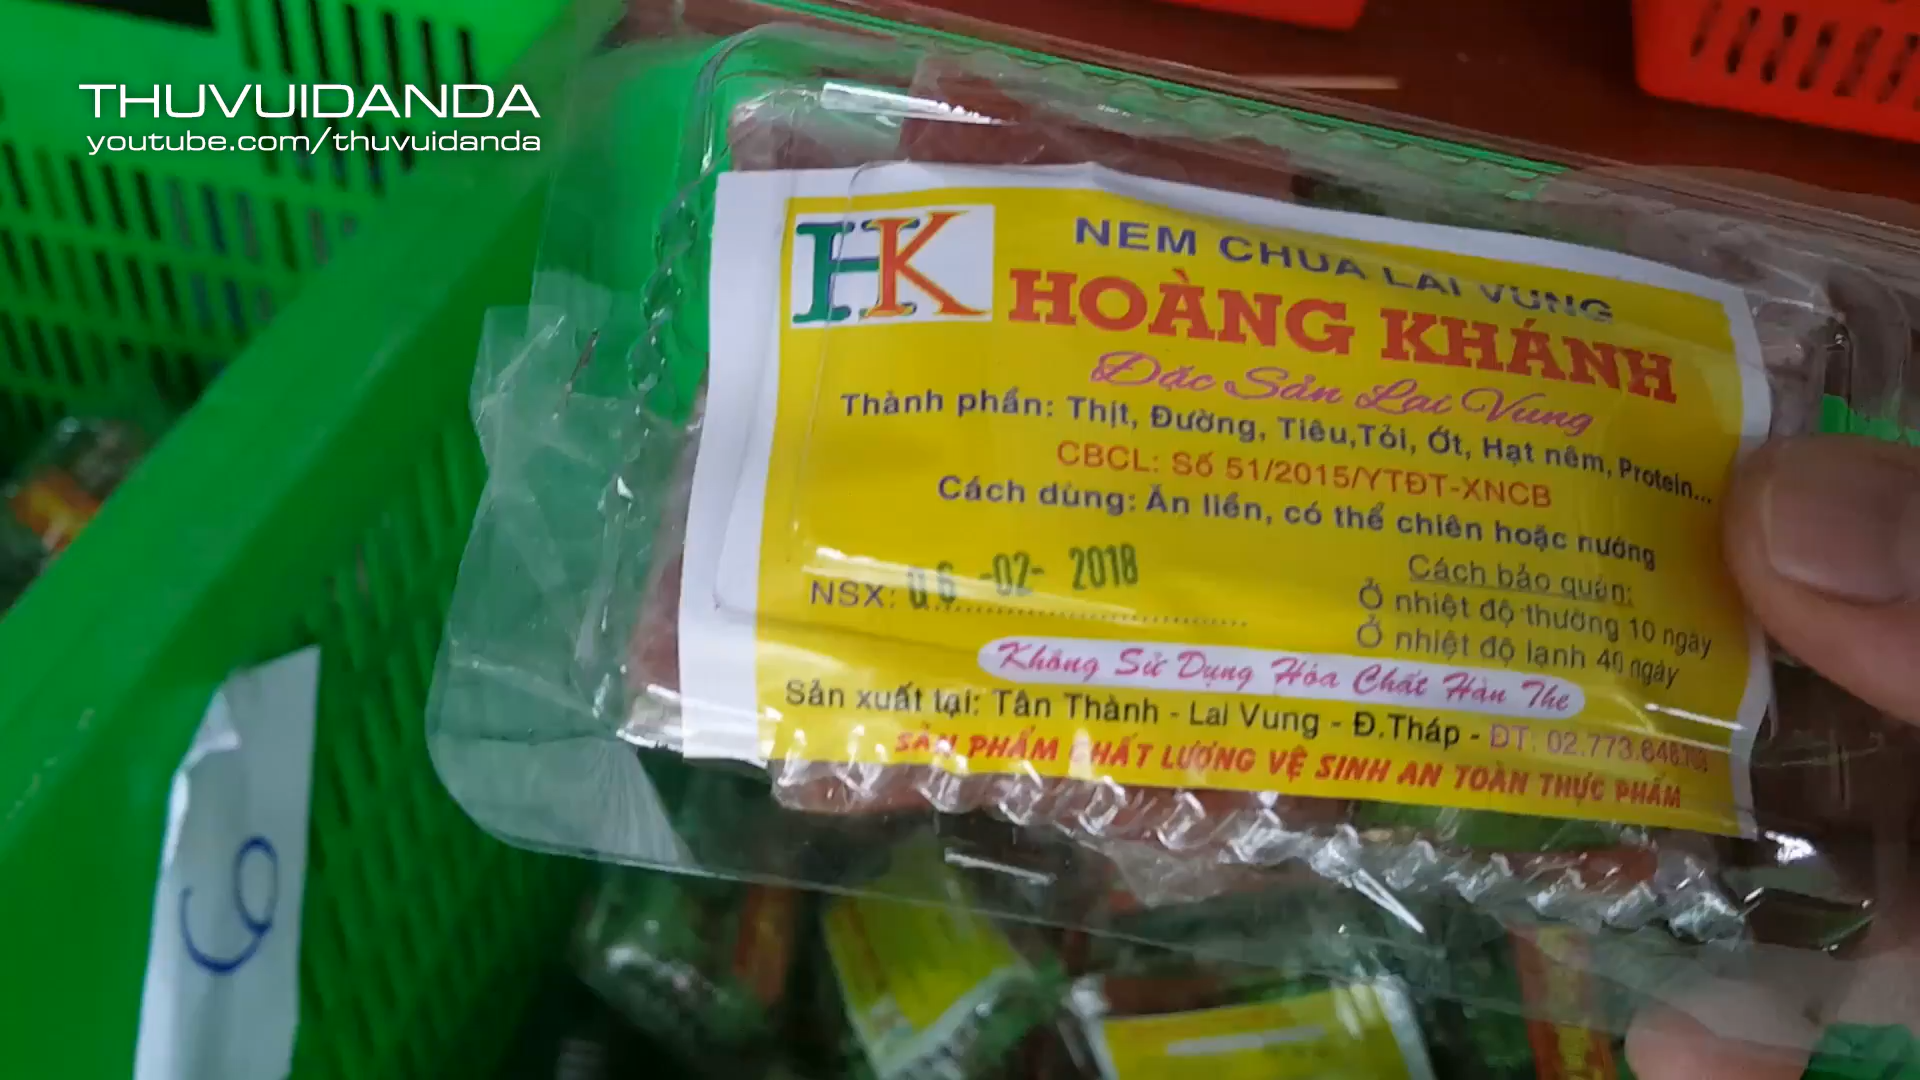 THUVUIDANDA
youtube.com/thuvuidanda
HK
NEM CHUA LAI VUNG
HOÀNG KHÁNH
Đặc Sản Lai Vung
Thành phần: Thịt, Đường, Tiêu,Tỏi, Ớt, Hạt nêm, Protein...
CBCL: Số 51/2015/YTĐT-XNCB
Cách dùng: Ăn liền, có thể chiên hoặc nướng
NSX: 06 -02- 2018
Cách bảo quản:
Ở nhiệt độ thường 10 ngày
Ở nhiệt độ lạnh 40 ngày
Không Sử Dụng Hóa Chất Hàn The
Sản xuất tại: Tân Thành - Lai Vung - Đ.Tháp - ĐT: 
SẢN PHẨM CHẤT LƯỢNG VỆ SINH AN TOÀN THỰC PHẨM